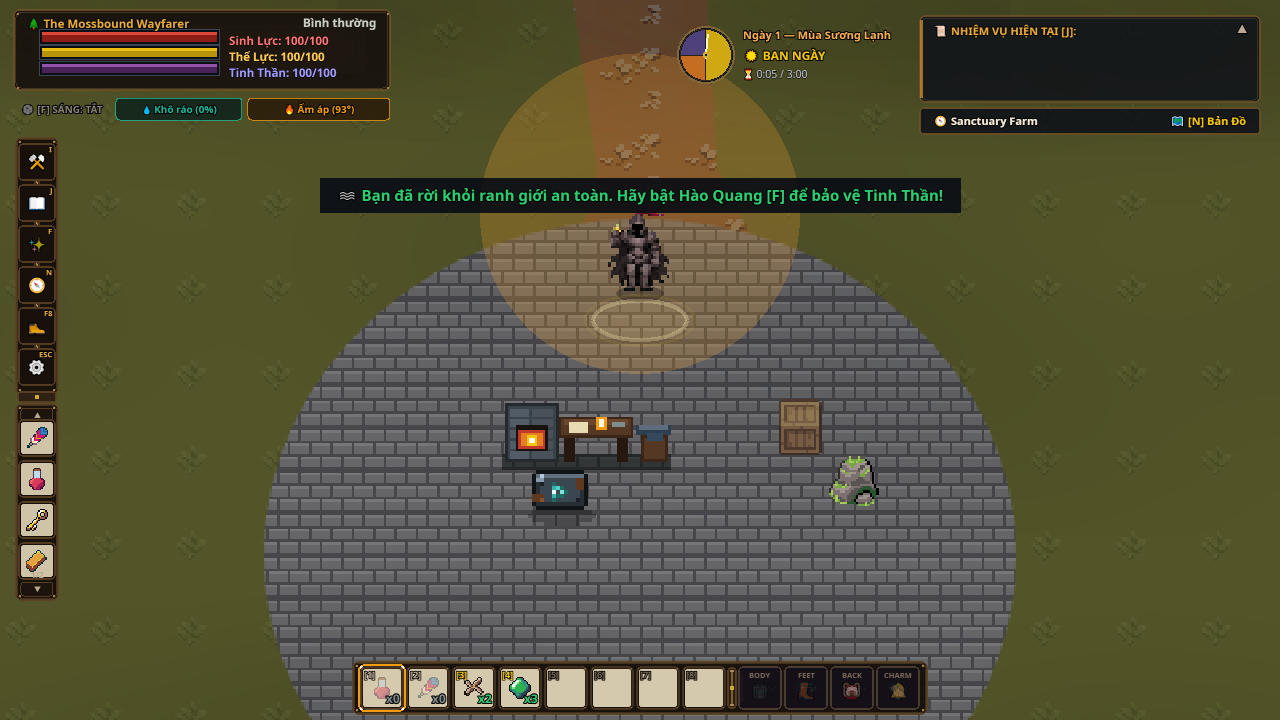 The Mossbound Wayfarer
Bình thường
Sinh Lực: 100/100
Thể Lực: 100/100
Tinh Thần: 100/100
[F] SÁNG: TẮT
Khô ráo (0%)
Ấm áp (93°)
Ngày 1 — Mùa Sương Lạnh
BAN NGÀY
0:05 / 3:00
NHIỆM VỤ HIỆN TẠI [J]:
Sanctuary Farm
[N] Bản Đồ
Bạn đã rời khỏi ranh giới an toàn. Hãy bật Hào Quang [F] để bảo vệ Tinh Thần!
I
J
F
N
F8
ESC
[1] x0
[2] x0
[3] x2
[4] x3
[5]
[6]
[7]
[8]
BODY
FEET
BACK
CHARM